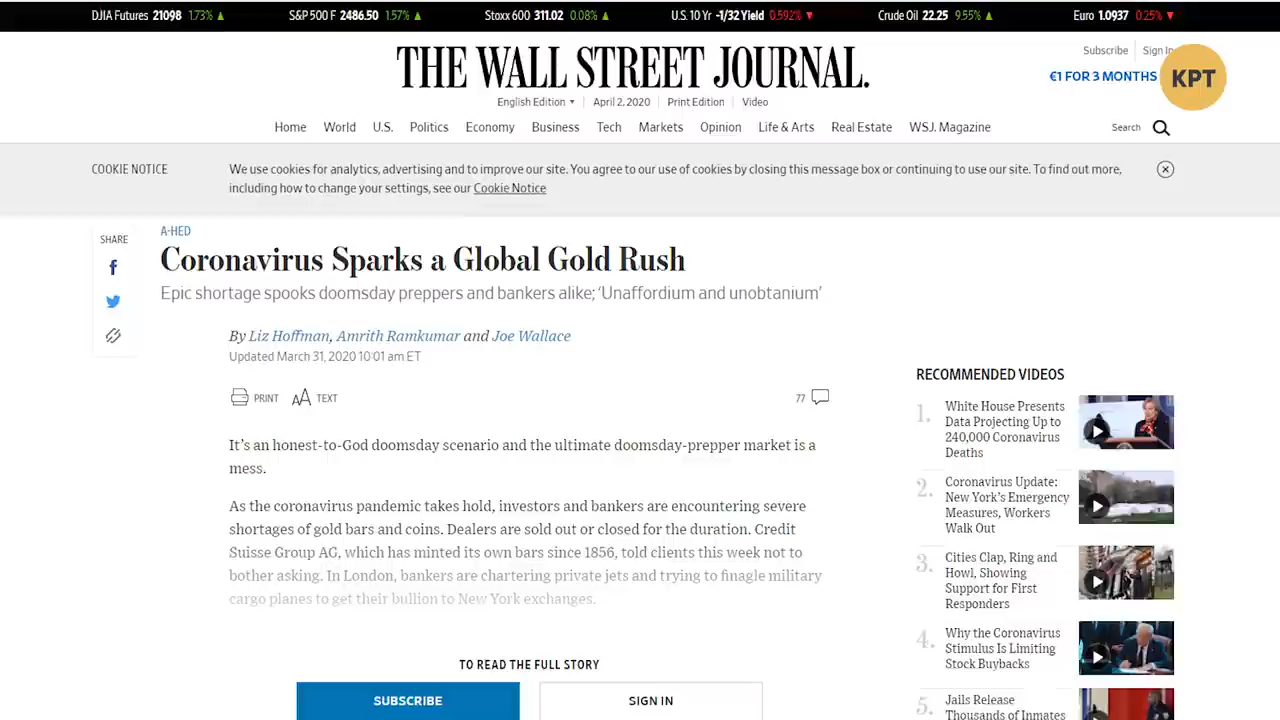 DJIA Futures 21098 1.73% ▲ S&P 500 F 2486.50 1.57% ▲ Stoxx 600 311.02 0.08% ▲ U.S. 10 Yr -1/32 Yield 0.592% ▼ Crude Oil 22.25 9.55% ▲ Euro 1.0937 0.25% ▼
Subscribe Sign In
THE WALL STREET JOURNAL.
€1 FOR 3 MONTHS
KPT
English Edition ▾ April 2, 2020 Print Edition Video
Home World U.S. Politics Economy Business Tech Markets Opinion Life & Arts Real Estate WSJ. Magazine
Search
COOKIE NOTICE
We use cookies for analytics, advertising and to improve our site. You agree to our use of cookies by closing this message box or continuing to use our site. To find out more,
including how to change your settings, see our Cookie Notice
SHARE
A-HED
Coronavirus Sparks a Global Gold Rush
Epic shortage spooks doomsday preppers and bankers alike; ‘Unaffordium and unobtanium’
By Liz Hoffman, Amrith Ramkumar and Joe Wallace
Updated March 31, 2020 10:01 am ET
PRINT AA TEXT
77
It’s an honest-to-God doomsday scenario and the ultimate doomsday-prepper market is a
mess.
As the coronavirus pandemic takes hold, investors and bankers are encountering severe
shortages of gold bars and coins. Dealers are sold out or closed for the duration. Credit
Suisse Group AG, which has minted its own bars since 1856, told clients this week not to
bother asking. In London, bankers are chartering private jets and trying to finagle military
cargo planes to get their bullion to New York exchanges.
TO READ THE FULL STORY
SUBSCRIBE
SIGN IN
RECOMMENDED VIDEOS
1. White House Presents
Data Projecting Up to
240,000 Coronavirus
Deaths
2. Coronavirus Update:
New York’s Emergency
Measures, Workers
Walk Out
3. Cities Clap, Ring and
Howl, Showing
Support for First
Responders
4. Why the Coronavirus
Stimulus Is Limiting
Stock Buybacks
5. Jails Release
Thousands of Inmates